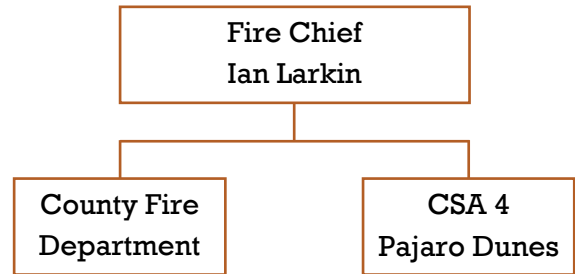 Fire Chief
Ian Larkin
County Fire
Department
CSA 4
Pajaro Dunes